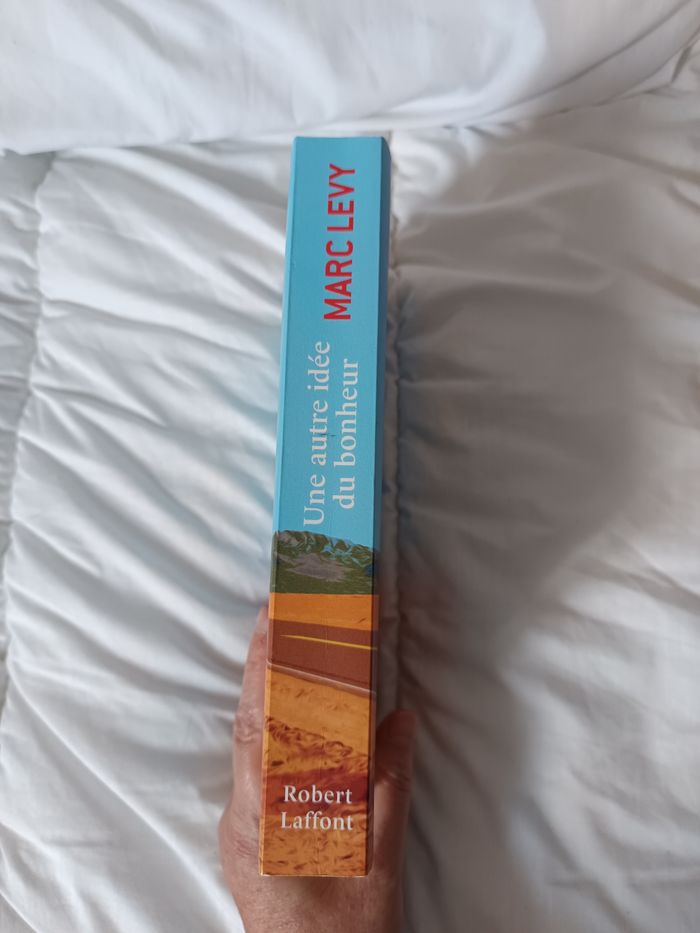 MARC LEVY
Une autre idée
du bonheur
Robert
Laffont